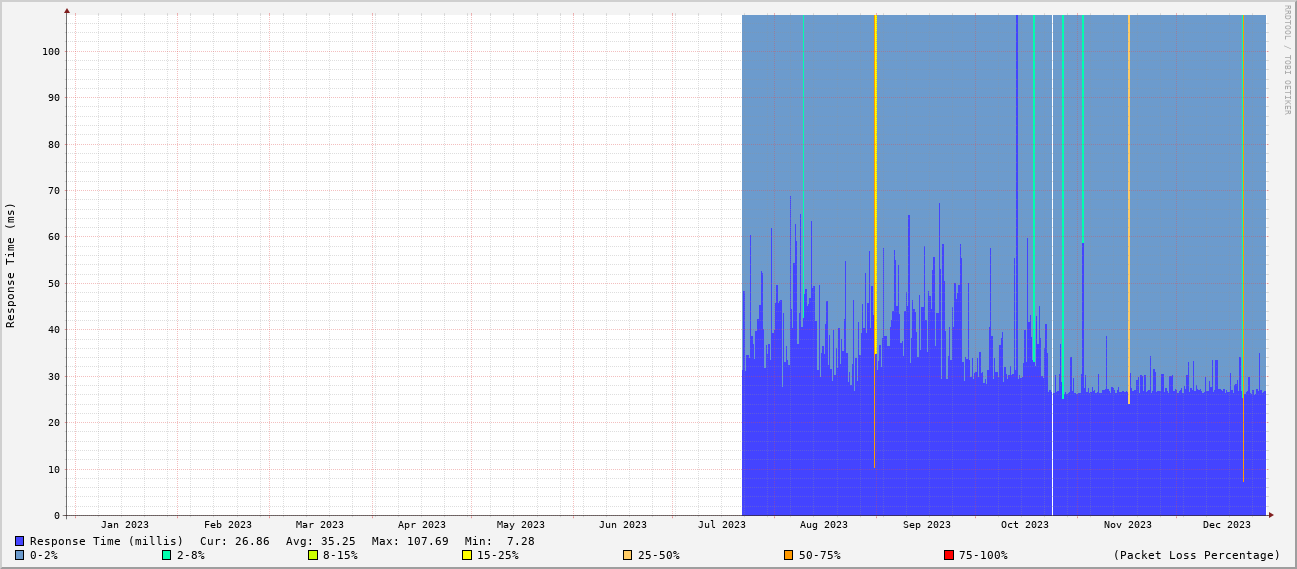 RRDTOOL / TOBI OETIKER
Response Time (ms)
100
90
80
70
60
50
40
30
20
10
0
Jan 2023 Feb 2023 Mar 2023 Apr 2023 May 2023 Jun 2023 Jul 2023 Aug 2023 Sep 2023 Oct 2023 Nov 2023 Dec 2023
Response Time (millis) Cur: 26.86 Avg: 35.25 Max: 107.69 Min: 7.28
0-2% 2-8% 8-15% 15-25% 25-50% 50-75% 75-100% (Packet Loss Percentage)